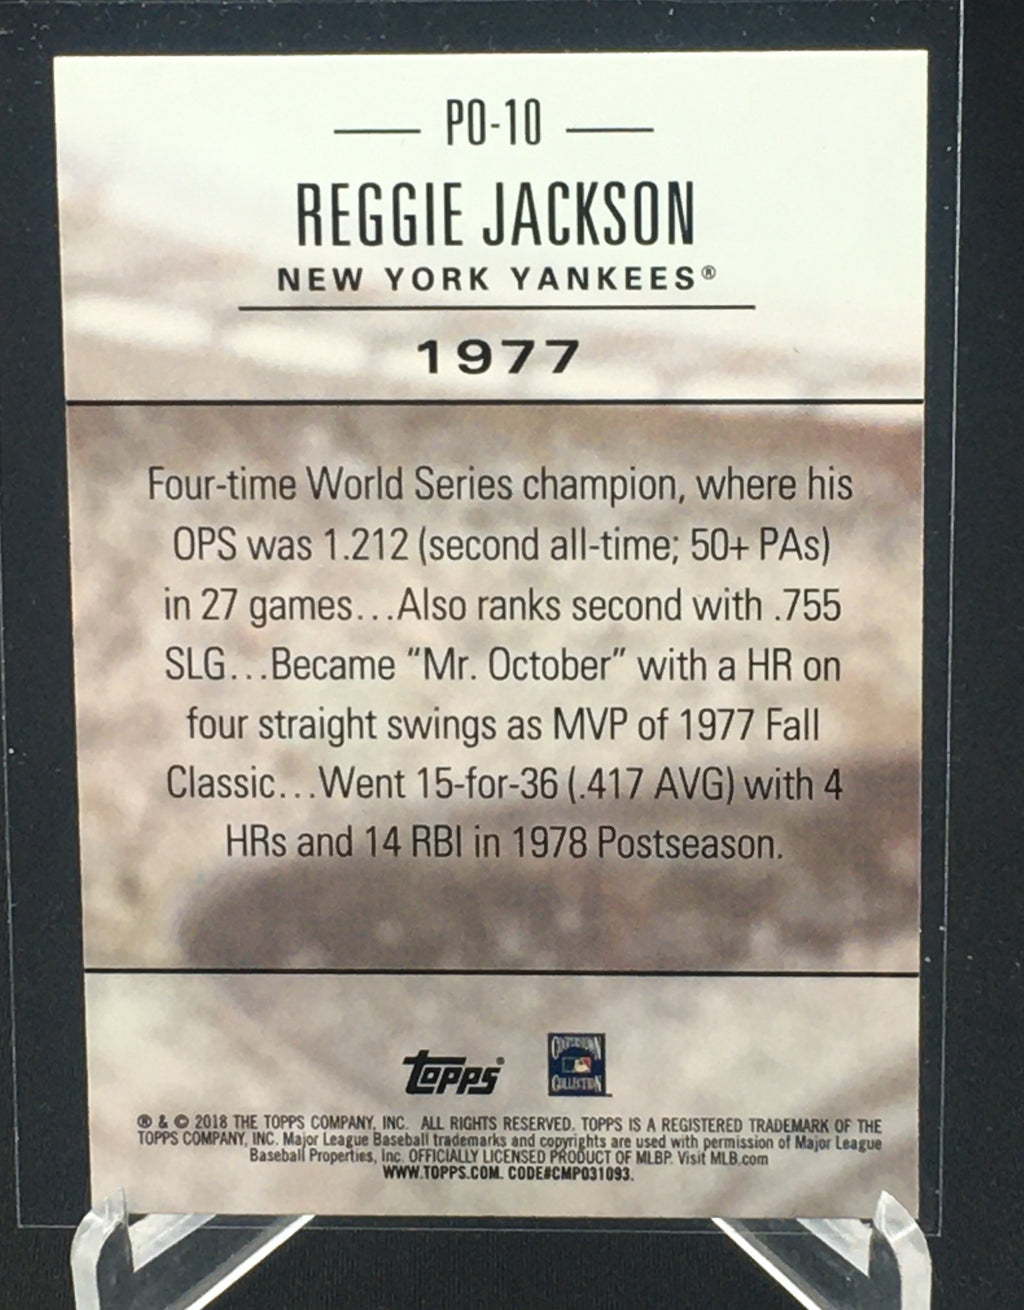 PO-10
REGGIE JACKSON
NEW YORK YANKEES®
1977
Four-time World Series champion, where his
OPS was 1.212 (second all-time; 50+ PAs)
in 27 games...Also ranks second with .755
SLG...Became “Mr. October” with a HR on
four straight swings as MVP of 1977 Fall
Classic...Went 15-for-36 (.417 AVG) with 4
HRs and 14 RBI in 1978 Postseason.
Topps®
COOPERSTOWN
COLLECTION
® & © 2018 THE TOPPS COMPANY, INC. ALL RIGHTS RESERVED. TOPPS IS A REGISTERED TRADEMARK OF THE
TOPPS COMPANY, INC. Major League Baseball trademarks and copyrights are used with permission of Major League
Baseball Properties, Inc. OFFICIALLY LICENSED PRODUCT OF MLBP. Visit MLB.com
WWW.TOPPS.COM. CODE#CMP031093.